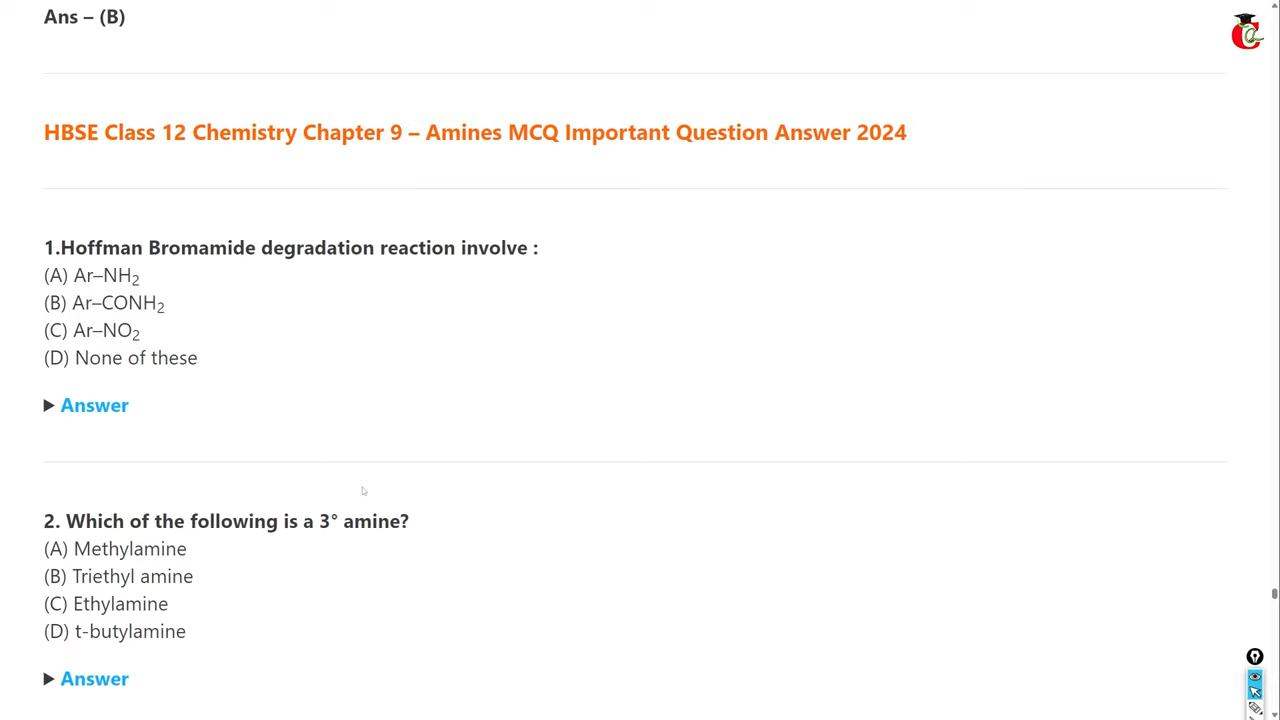 Ans – (B)
HBSE Class 12 Chemistry Chapter 9 – Amines MCQ Important Question Answer 2024
1.Hoffman Bromamide degradation reaction involve :
(A) Ar–NH₂
(B) Ar–CONH₂
(C) Ar–NO₂
(D) None of these
▶ Answer
2. Which of the following is a 3° amine?
(A) Methylamine
(B) Triethyl amine
(C) Ethylamine
(D) t-butylamine
▶ Answer